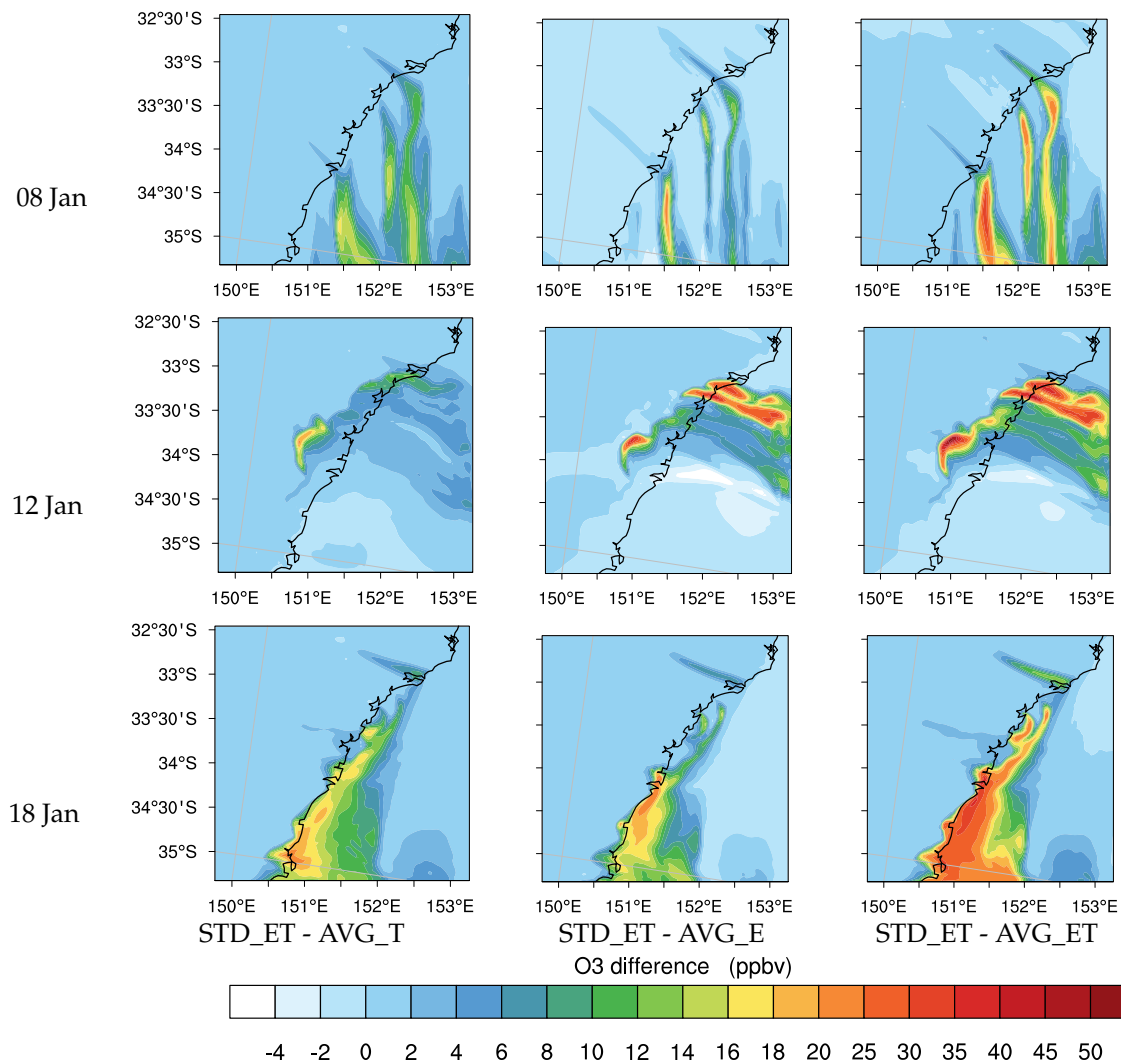 32°30'S
33°S
33°30'S
34°S
34°30'S
35°S
08 Jan
150°E 151°E 152°E 153°E 150°E 151°E 152°E 153°E 150°E 151°E 152°E 153°E
32°30'S
33°S
33°30'S
34°S
34°30'S
35°S
12 Jan
150°E 151°E 152°E 153°E 150°E 151°E 152°E 153°E 150°E 151°E 152°E 153°E
32°30'S
33°S
33°30'S
34°S
34°30'S
35°S
18 Jan
150°E 151°E 152°E 153°E 150°E 151°E 152°E 153°E 150°E 151°E 152°E 153°E
STD_ET - AVG_T STD_ET - AVG_E STD_ET - AVG_ET
O3 difference (ppbv)
-4 -2 0 2 4 6 8 10 12 14 16 18 20 25 30 35 40 45 50